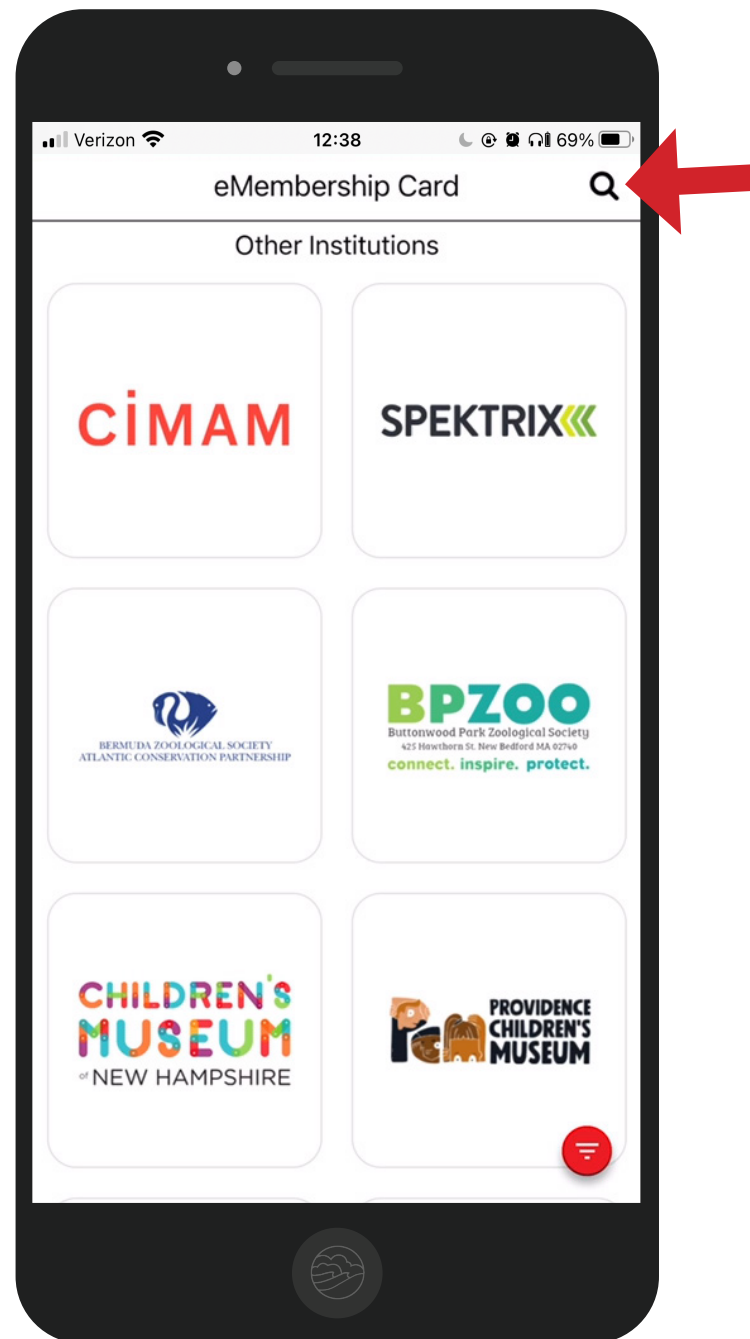 Verizon 12:38 69%
eMembership Card
Other Institutions
CiMAM
SPEKTRIX
BERMUDA ZOOLOGICAL SOCIETY
ATLANTIC CONSERVATION PARTNERSHIP
BPZOO
Buttonwood Park Zoological Society
425 Hawthorn St. New Bedford MA 02740
connect. inspire. protect.
CHILDREN'S
MUSEUM
of NEW HAMPSHIRE
PCM
PROVIDENCE
CHILDREN'S
MUSEUM